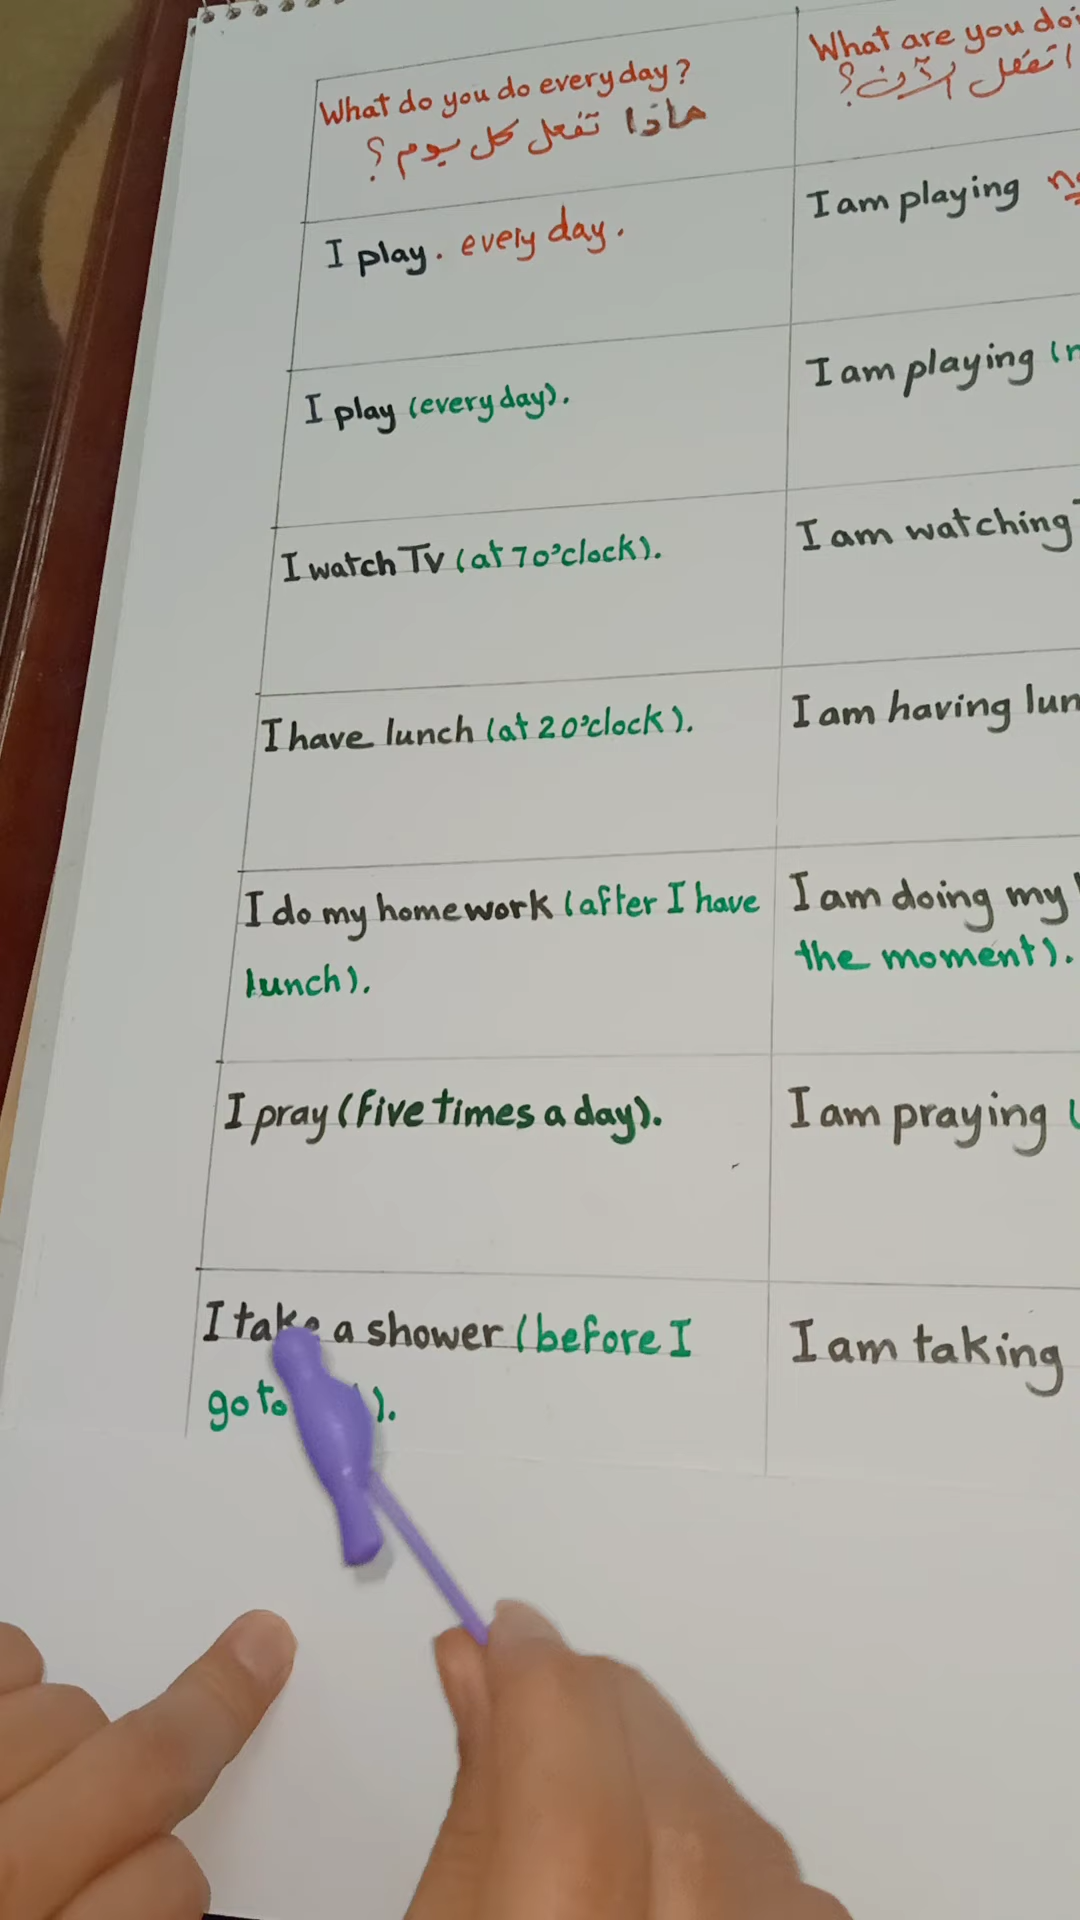 What do you do every day?
ماذا تفعل كل يوم؟
What are you
تفعل الآن؟
I play. every day.
I am playing
I play (every day).
I am playing
I watch TV (at 7 o'clock).
I am watching
I have lunch (at 2 o'clock).
I am having
I do my homework (after I have
lunch).
I am doing my
the moment).
I pray (five times a day).
I am praying
I take a shower (before I
go to
I am taking